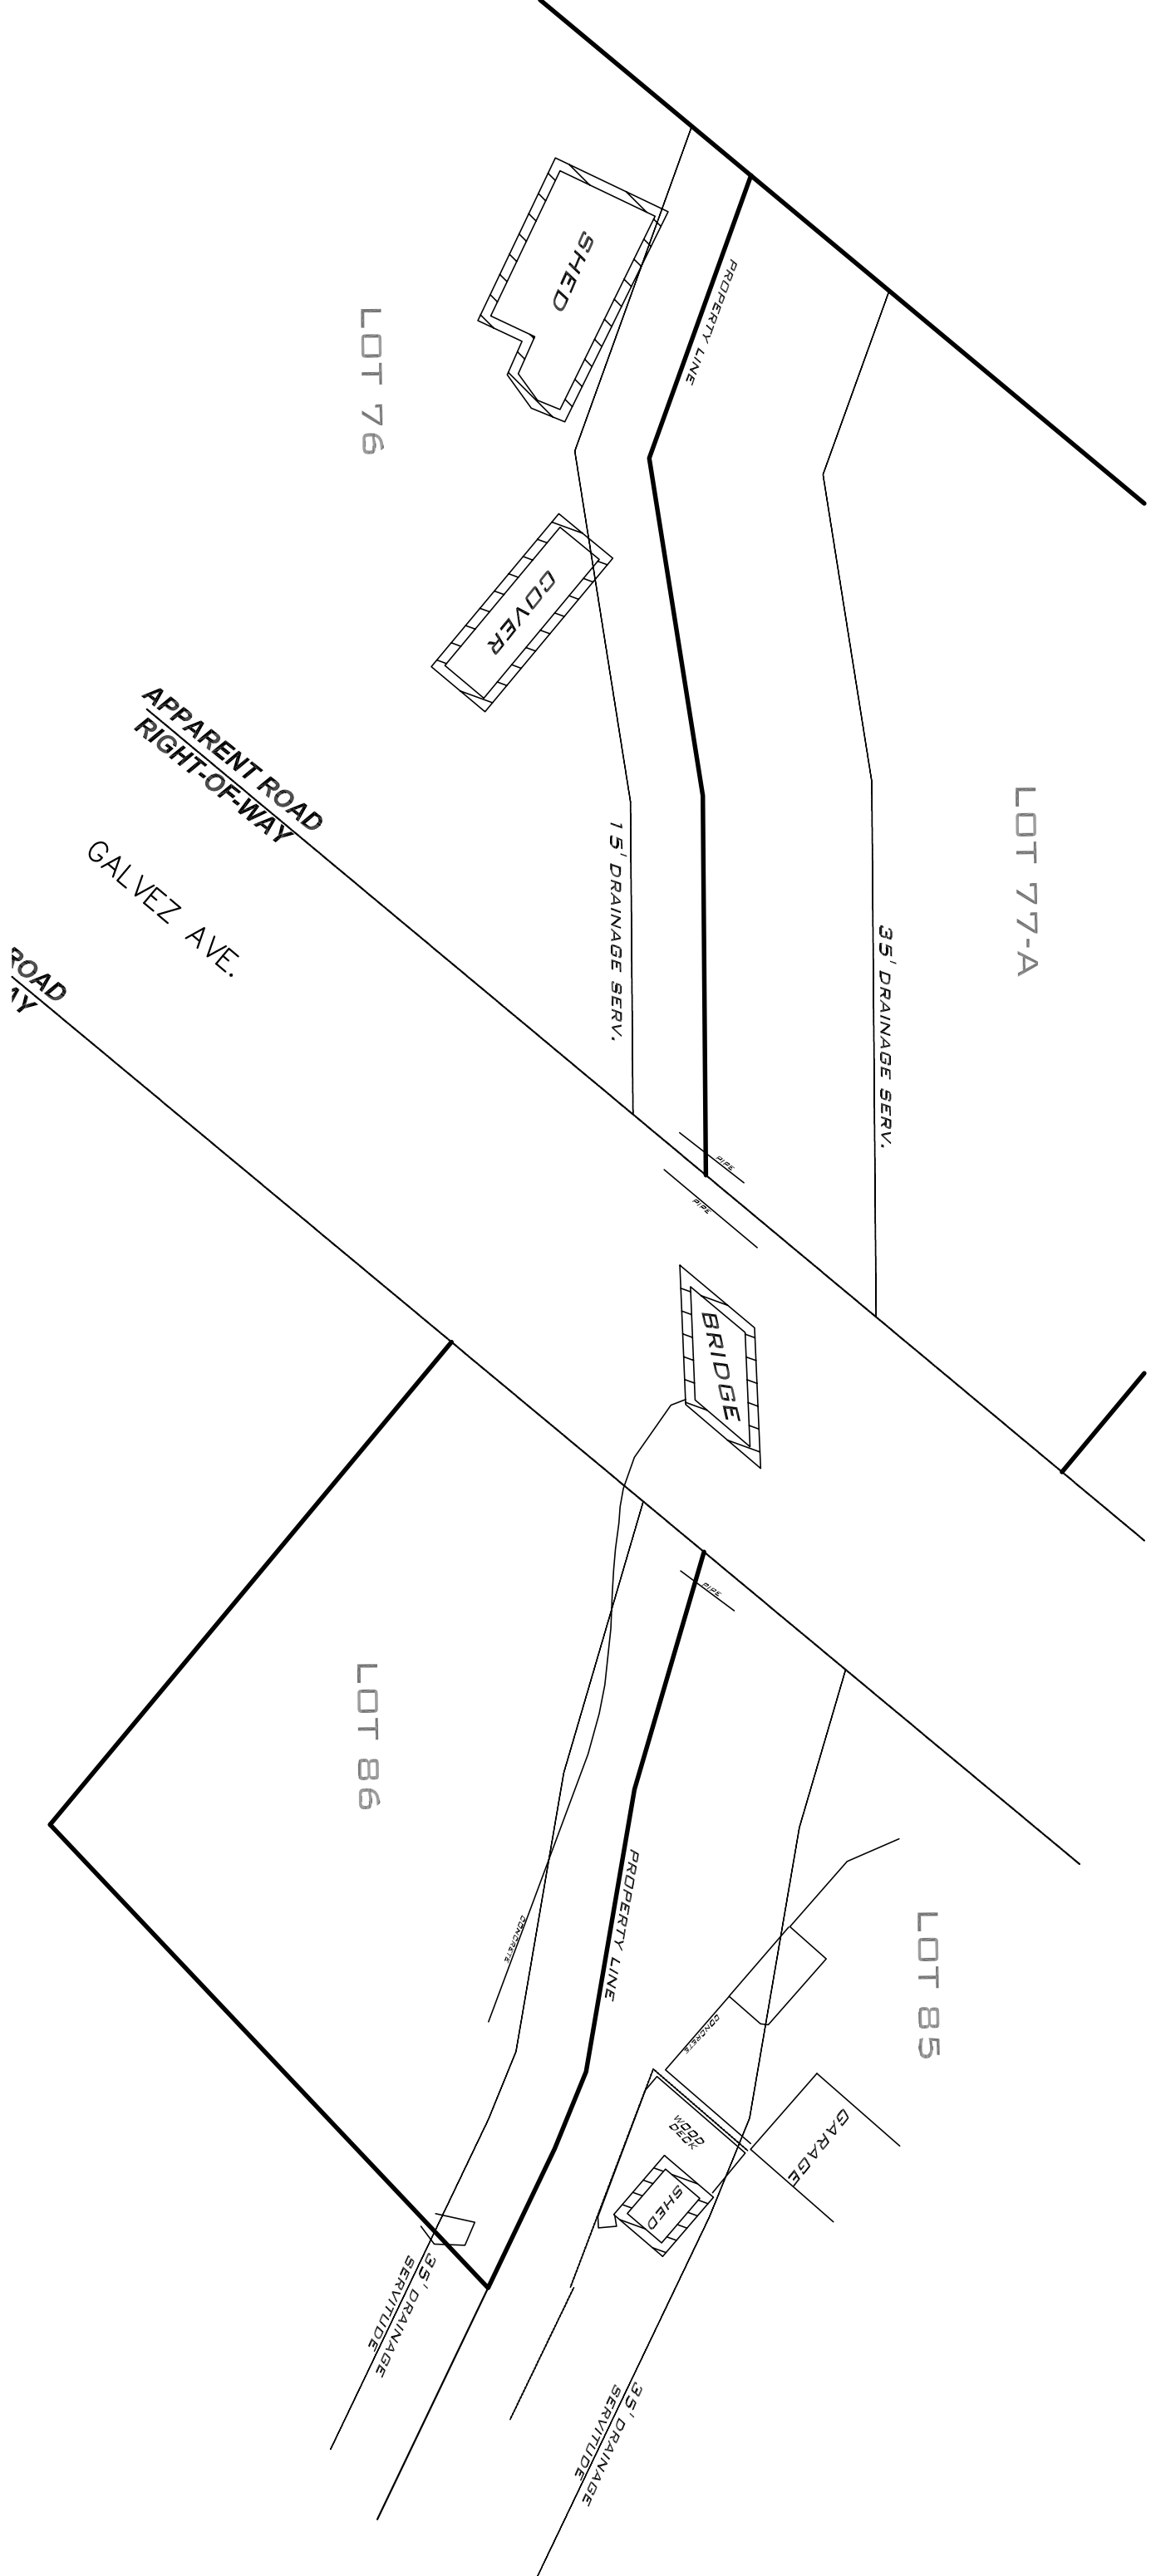 SHED
PROPERTY LINE
LOT 76
COVER
APPARENT ROAD
RIGHT-OF-WAY
GALVEZ AVE.
15' DRAINAGE SERV.
LOT 77-A
35' DRAINAGE SERV.
ROAD
PIPE
PIPE
BRIDGE
PIPE
LOT 86
PROPERTY LINE
CONCRETE
LOT 85
CONCRETE
WOOD
DECK
GARAGE
SHED
35' DRAINAGE
SERVITUDE
35' DRAINAGE
SERVITUDE